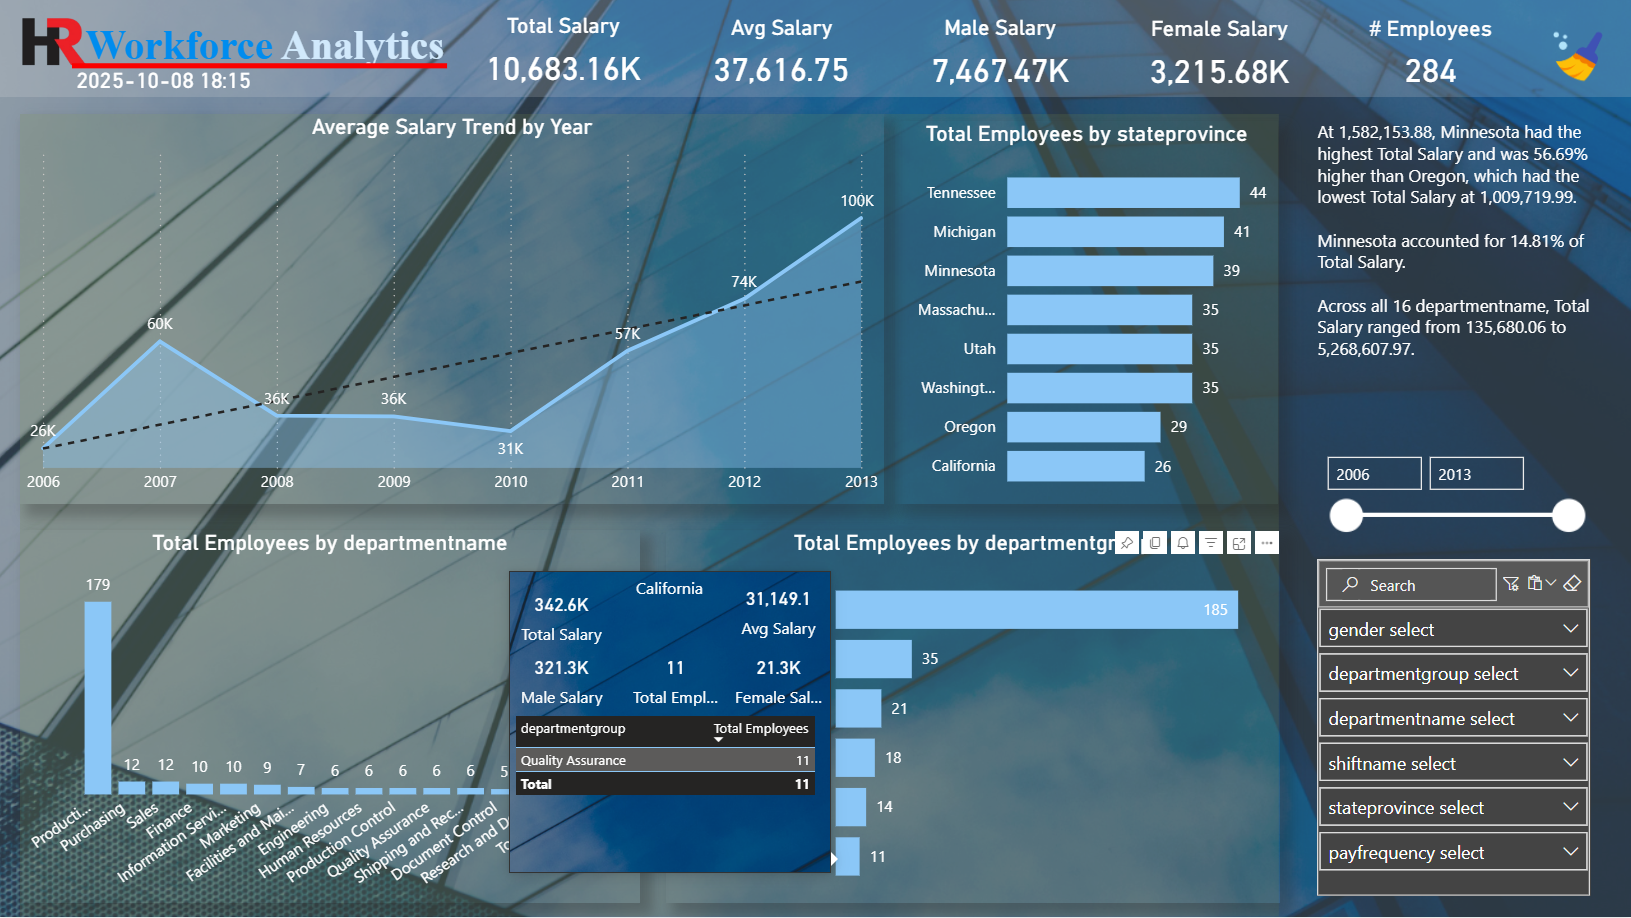 HR Workforce Analytics
2025-10-08 18:15
Total Salary
10,683.16K
Avg Salary
37,616.75
Male Salary
7,467.47K
Female Salary
3,215.68K
# Employees
284
Average Salary Trend by Year
26K
60K
36K
36K
31K
57K
74K
100K
2006
2007
2008
2009
2010
2011
2012
2013
Total Employees by stateprovince
Tennessee 44
Michigan 41
Minnesota 39
Massachu... 35
Utah 35
Washingt... 35
Oregon 29
California 26
At 1,582,153.88, Minnesota had the
highest Total Salary and was 56.69%
higher than Oregon, which had the
lowest Total Salary at 1,009,719.99.
Minnesota accounted for 14.81% of
Total Salary.
Across all 16 departmentname, Total
Salary ranged from 135,680.06 to
5,268,607.97.
2006
2013
Total Employees by departmentname
179
12
12
10
10
9
7
6
6
6
6
6
5
Producti...
Purchasing
Sales
Finance
Information Servi...
Marketing
Facilities and Mai...
Engineering
Human Resources
Production Control
Quality Assurance
Shipping and Rec...
Document Control
Research and D
To
Total Employees by departmentgr
185
35
21
18
14
11
California
342.6K
Total Salary
31,149.1
Avg Salary
321.3K
Male Salary
11
Total Empl...
21.3K
Female Sal...
departmentgroup Total Employees
Quality Assurance 11
Total 11
Search
gender select
departmentgroup select
departmentname select
shiftname select
stateprovince select
payfrequency select